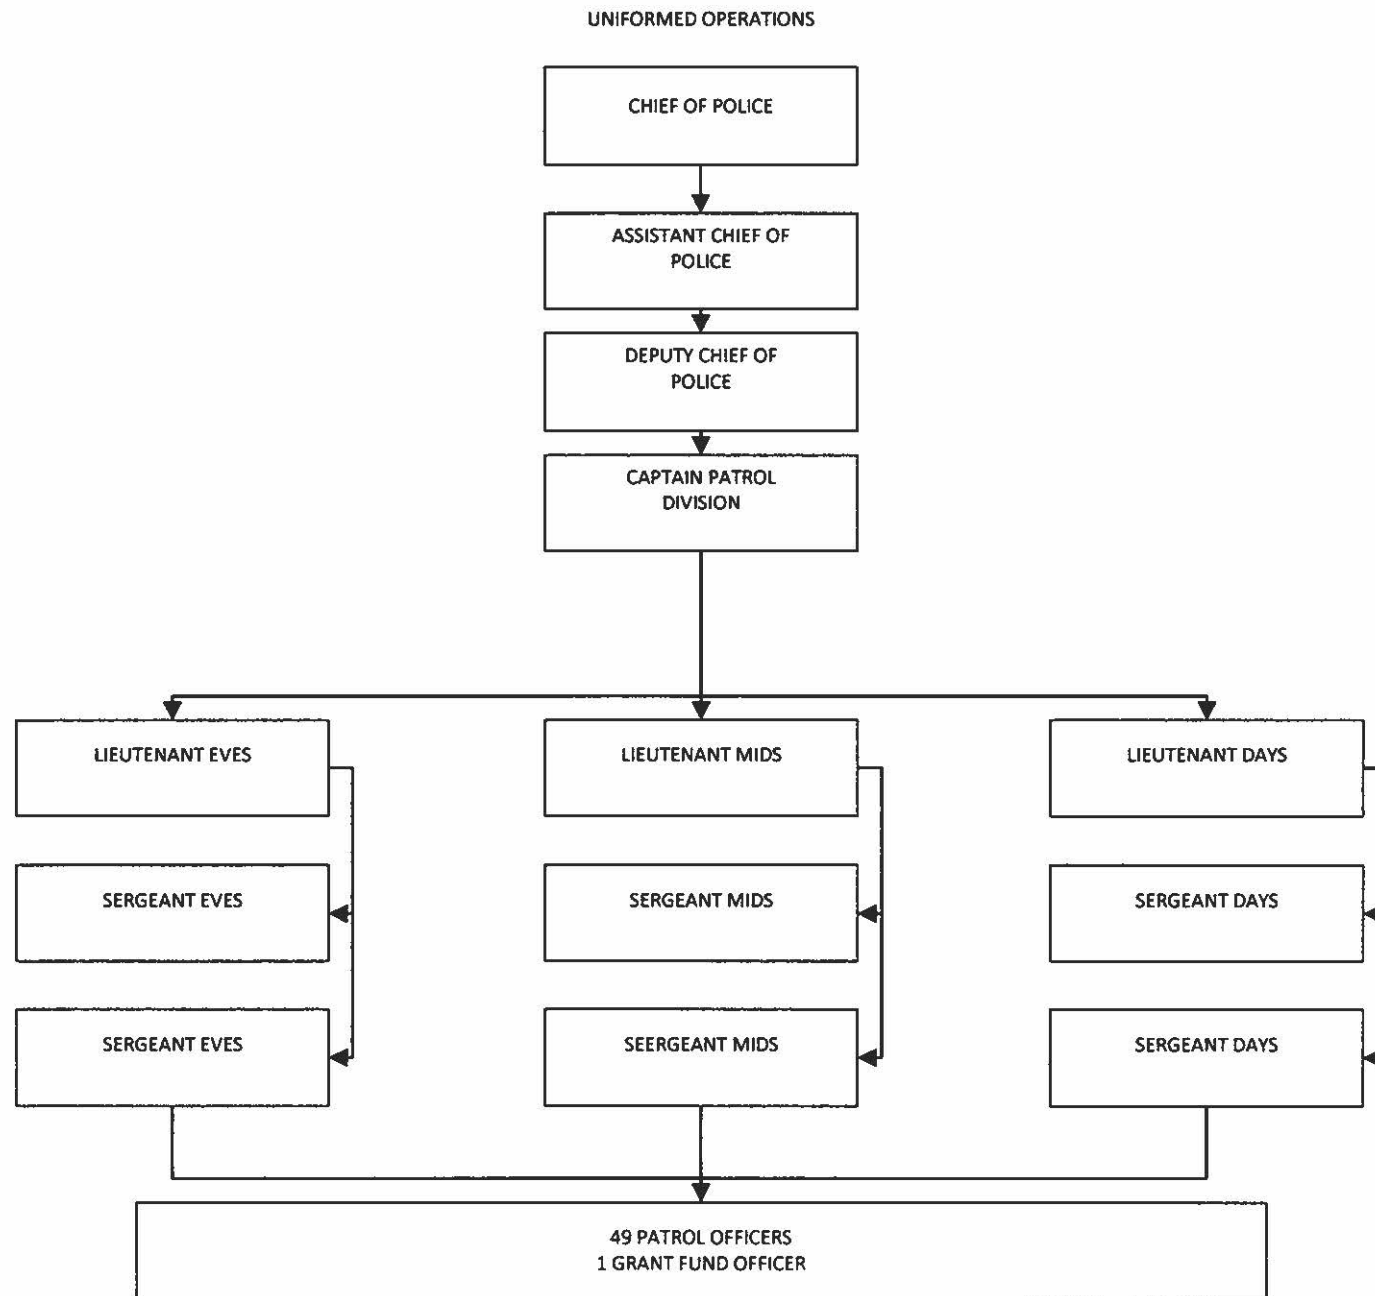 UNIFORMED OPERATIONS
CHIEF OF POLICE
ASSISTANT CHIEF OF
POLICE
DEPUTY CHIEF OF
POLICE
CAPTAIN PATROL
DIVISION
LIEUTENANT EVES
LIEUTENANT MIDS
LIEUTENANT DAYS
SERGEANT EVES
SERGEANT MIDS
SERGEANT DAYS
SERGEANT EVES
SEERGEANT MIDS
SERGEANT DAYS
49 PATROL OFFICERS
1 GRANT FUND OFFICER